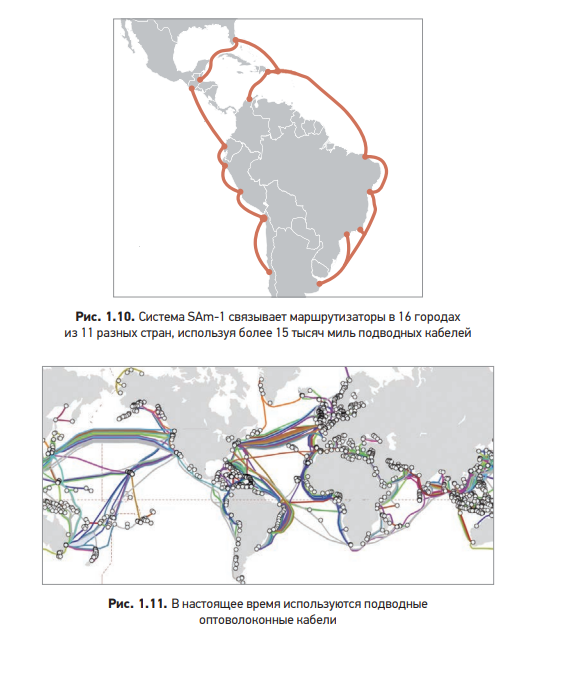 Рис. 1.10. Система SAm-1 связывает маршрутизаторы в 16 городах
из 11 разных стран, используя более 15 тысяч миль подводных кабелей
Рис. 1.11. В настоящее время используются подводные
оптоволоконные кабели